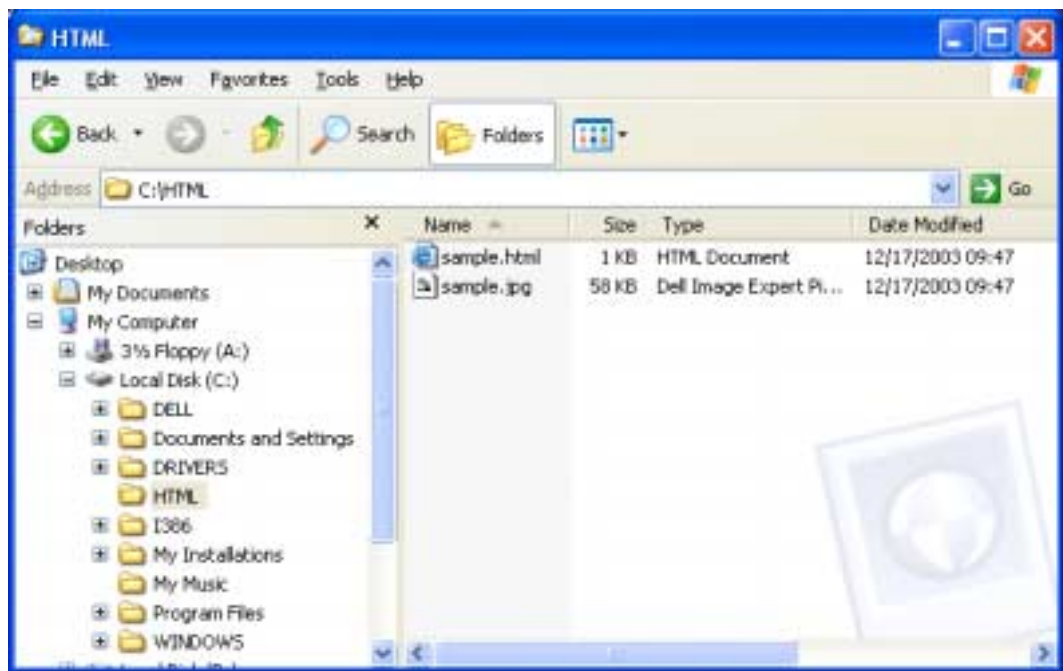 HTML
File Edit View Favorites Tools Help
Back Search Folders
Address C:\HTML Go
Folders
Name Size Type Date Modified
sample.html 1 KB HTML Document 12/17/2003 09:47
sample.jpg 58 KB Dell Image Expert Pi... 12/17/2003 09:47
Desktop
My Documents
My Computer
3½ Floppy (A:)
Local Disk (C:)
DELL
Documents and Settings
DRIVERS
HTML
I386
My Installations
My Music
Program Files
WINDOWS